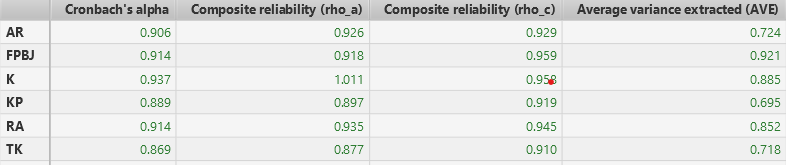 Cronbach's alpha Composite reliability (rho_a) Composite reliability (rho_c) Average variance extracted (AVE)
AR 0.906 0.926 0.929 0.724
FPBJ 0.914 0.918 0.959 0.921
K 0.937 1.011 0.958 0.885
KP 0.889 0.897 0.919 0.695
RA 0.914 0.935 0.945 0.852
TK 0.869 0.877 0.910 0.718